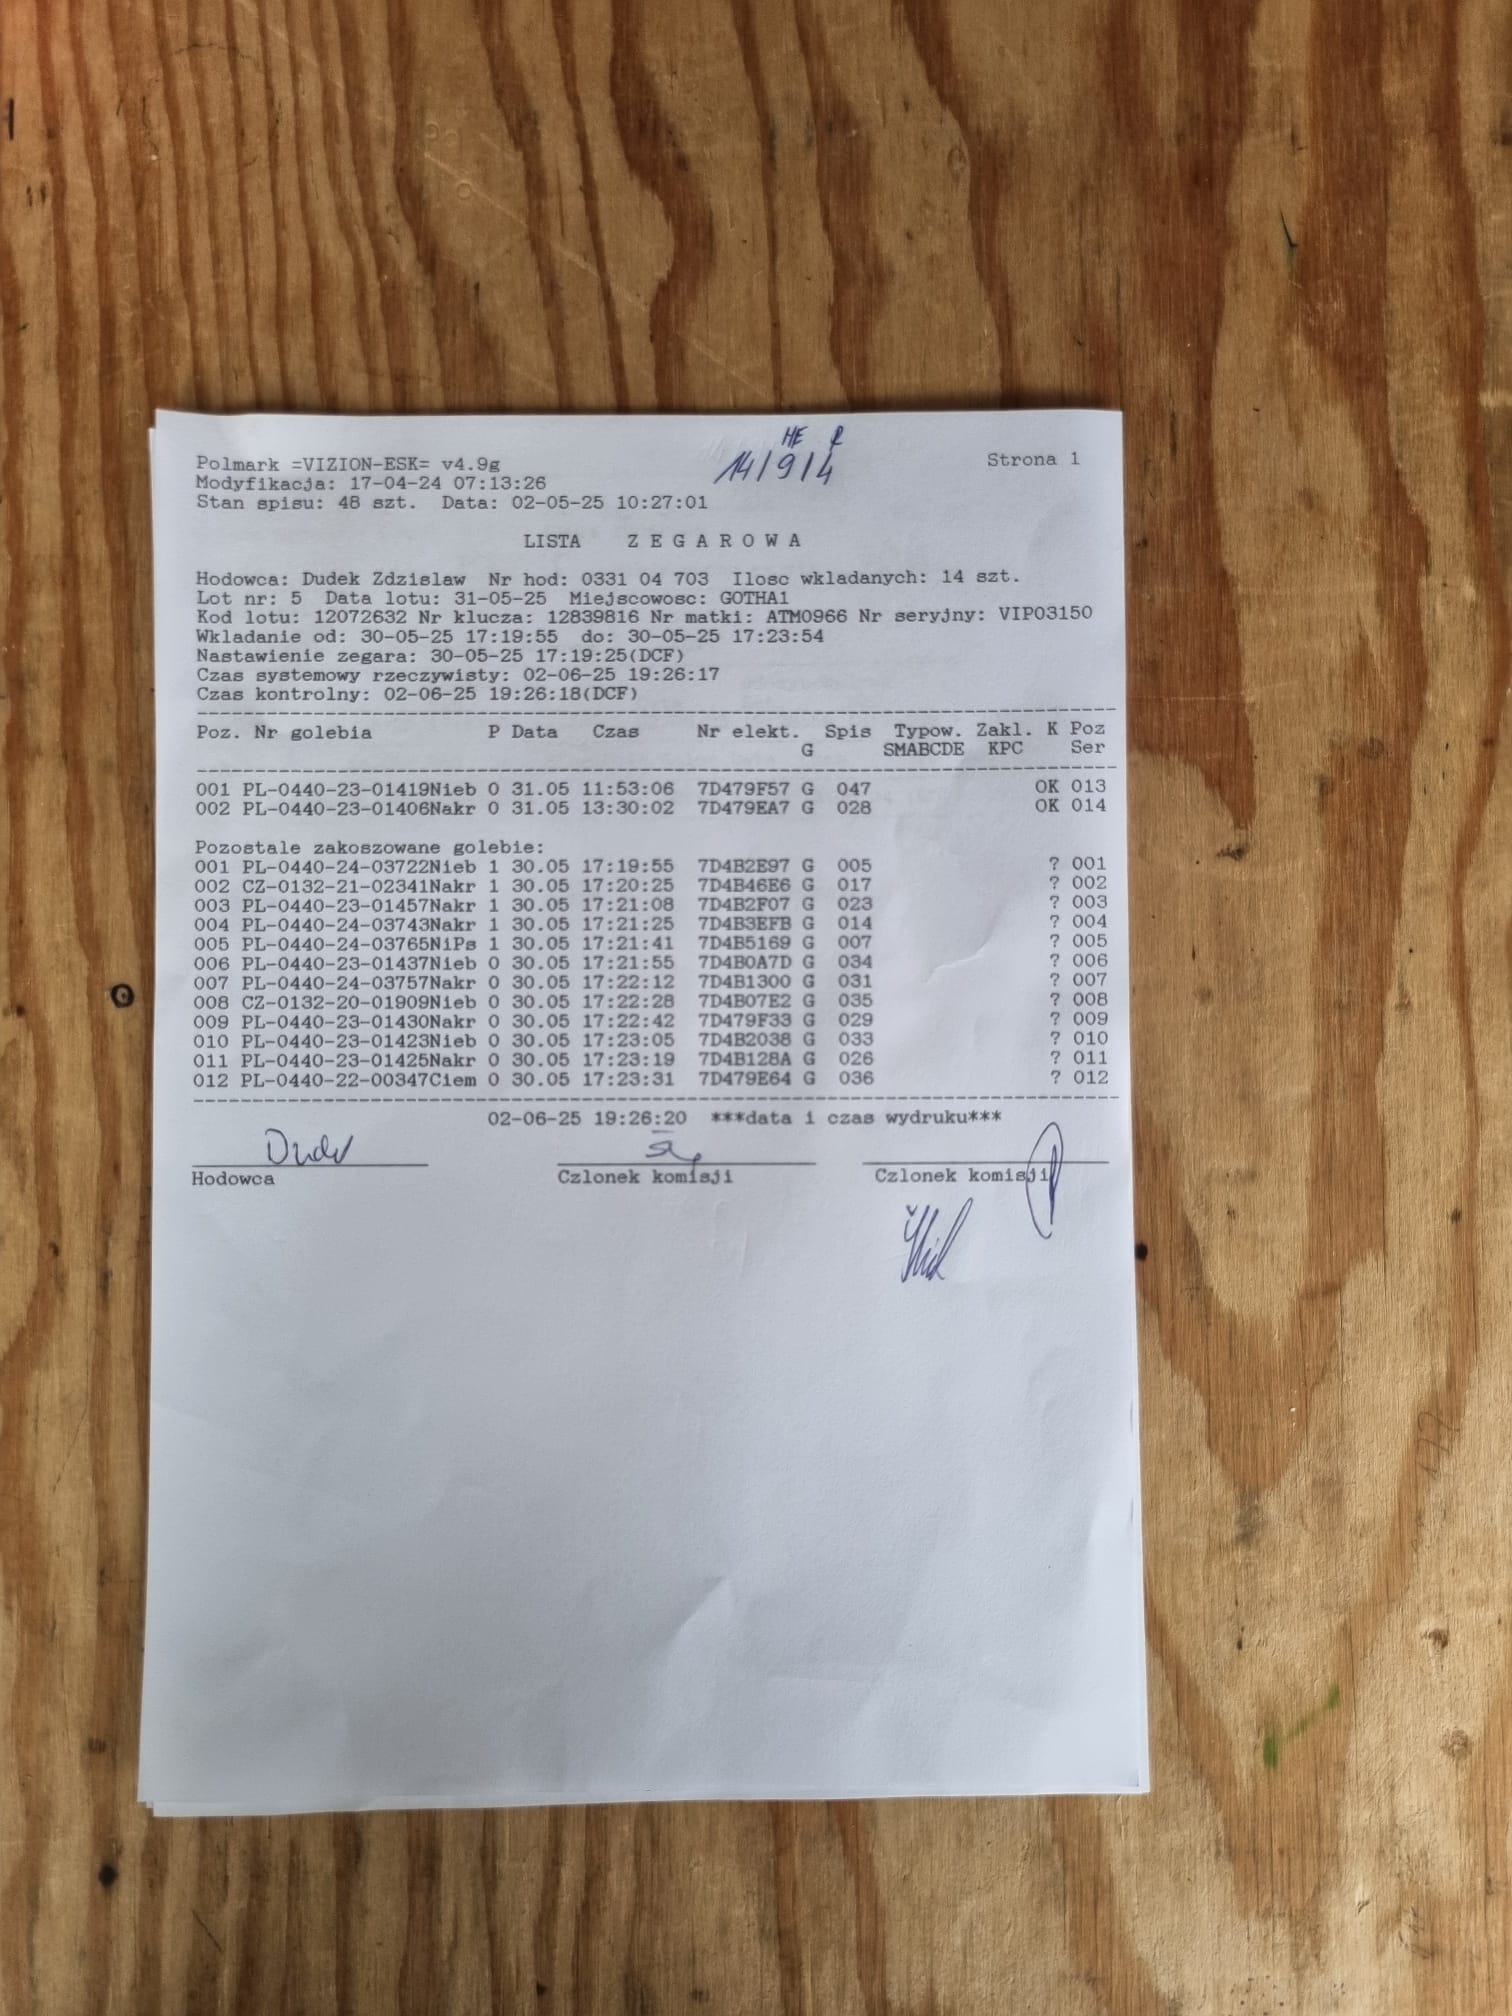 HE R
14/9/4
Polmark =VIZION-ESK= v4.9g Strona 1
Modyfikacja: 17-04-24 07:13:26
Stan spisu: 48 szt. Data: 02-05-25 10:27:01
LISTA Z E G A R O W A
Hodowca: Dudek Zdzislaw Nr hod: 0331 04 703 Ilosc wkladanych: 14 szt.
Lot nr: 5 Data lotu: 31-05-25 Miejscowosc: GOTHA1
Kod lotu: 12072632 Nr klucza: 12839816 Nr matki: ATM0966 Nr seryjny: VIP03150
Wkladanie od: 30-05-25 17:19:55 do: 30-05-25 17:23:54
Nastawienie zegara: 30-05-25 17:19:25(DCF)
Czas systemowy rzeczywisty: 02-06-25 19:26:17
Czas kontrolny: 02-06-25 19:26:18(DCF)
Poz. Nr golebia P Data Czas Nr elekt. Spis Typow. Zakl. K Poz
G SMABCDE KPC Ser
001 PL-0440-23-01419Nieb 0 31.05 11:53:06 7D479F57 G 047 OK 013
002 PL-0440-23-01406Nakr 0 31.05 13:30:02 7D479EA7 G 028 OK 014
Pozostale zakoszowane golebie:
001 PL-0440-24-03722Nieb 1 30.05 17:19:55 7D4B2E97 G 005 ? 001
002 CZ-0132-21-02341Nakr 1 30.05 17:20:25 7D4B46E6 G 017 ? 002
003 PL-0440-23-01457Nakr 1 30.05 17:21:08 7D4B2F07 G 023 ? 003
004 PL-0440-24-03743Nakr 1 30.05 17:21:25 7D4B3EFB G 014 ? 004
005 PL-0440-24-03765NiPs 1 30.05 17:21:41 7D4B5169 G 007 ? 005
006 PL-0440-23-01437Nieb 0 30.05 17:21:55 7D4B0A7D G 034 ? 006
007 PL-0440-24-03757Nakr 0 30.05 17:22:12 7D4B1300 G 031 ? 007
008 CZ-0132-20-01909Nieb 0 30.05 17:22:28 7D4B07E2 G 035 ? 008
009 PL-0440-23-01430Nakr 0 30.05 17:22:42 7D479F33 G 029 ? 009
010 PL-0440-23-01423Nieb 0 30.05 17:23:05 7D4B2038 G 033 ? 010
011 PL-0440-23-01425Nakr 0 30.05 17:23:19 7D4B128A G 026 ? 011
012 PL-0440-22-00347Ciem 0 30.05 17:23:31 7D479E64 G 036 ? 012
02-06-25 19:26:20 ***data i czas wydruku***
Hodowca Czlonek komisji Czlonek komisji